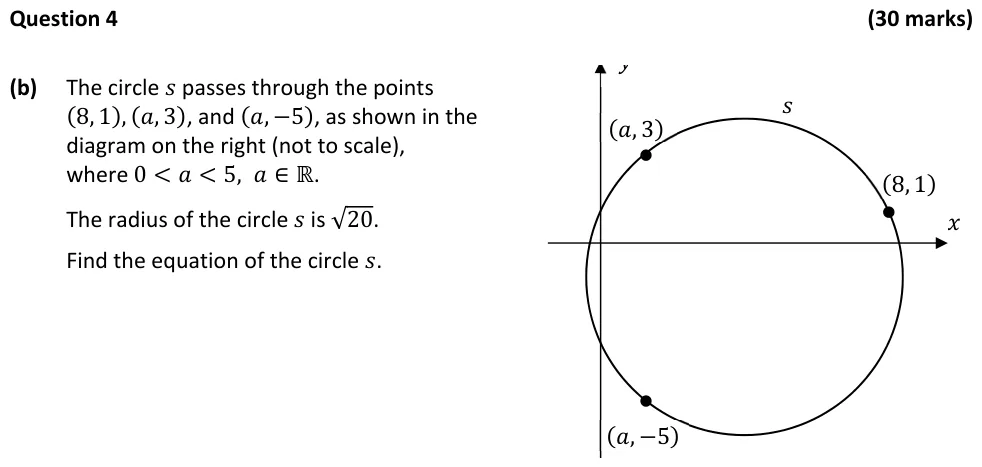 Question 4 (30 marks)
(b) The circle s passes through the points
(8, 1), (a, 3), and (a, −5), as shown in the
diagram on the right (not to scale),
where 0 < a < 5, a ∈ ℝ.
The radius of the circle s is √20.
Find the equation of the circle s.
y
s
(a, 3)
(8, 1)
x
(a, −5)